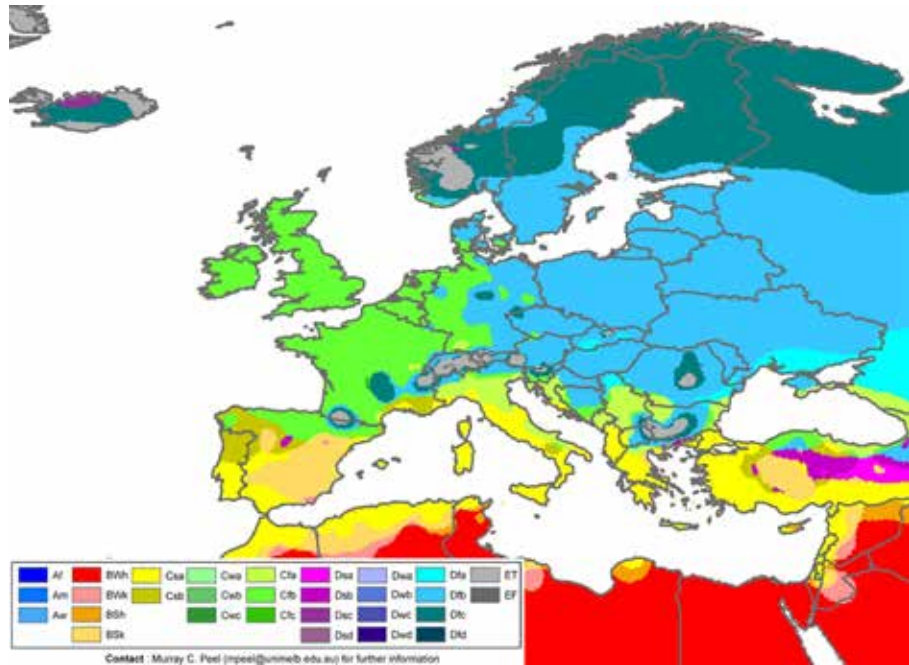 Af BWh Csa Cwa Cfa Dsa Dwa Dfa ET
Am BWk Csb Cwb Cfb Dsb Dwb Dfb EF
Aw BSh Cwc Cfc Dsc Dwc Dfc
BSk Dsd Dwd Dfd
Contact : Murray C. Peel (mpeel@unimelb.edu.au) for further information